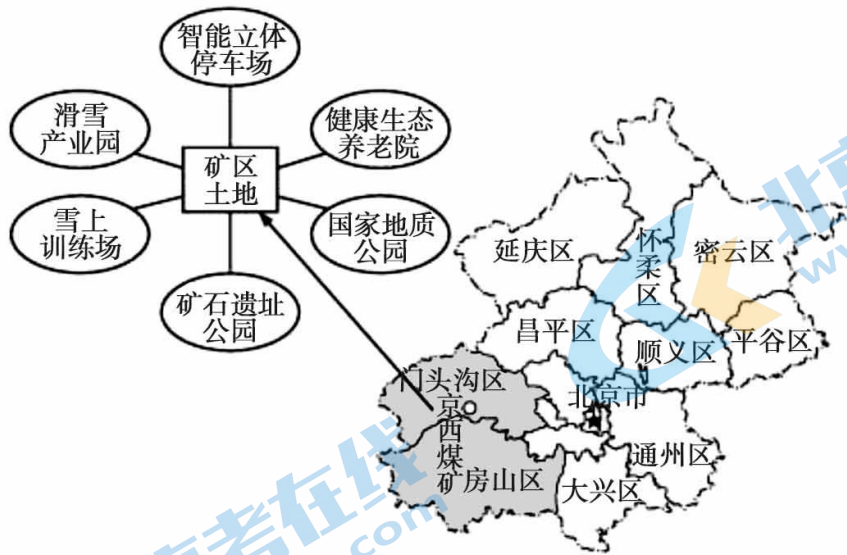 智能立体
停车场
滑雪
产业园
健康生态
养老院
矿区
土地
雪上
训练场
国家地质
公园
矿石遗址
公园
延庆区
怀柔区
密云区
昌平区
顺义区
平谷区
门头沟区
北京市
京西煤矿
房山区
大兴区
通州区